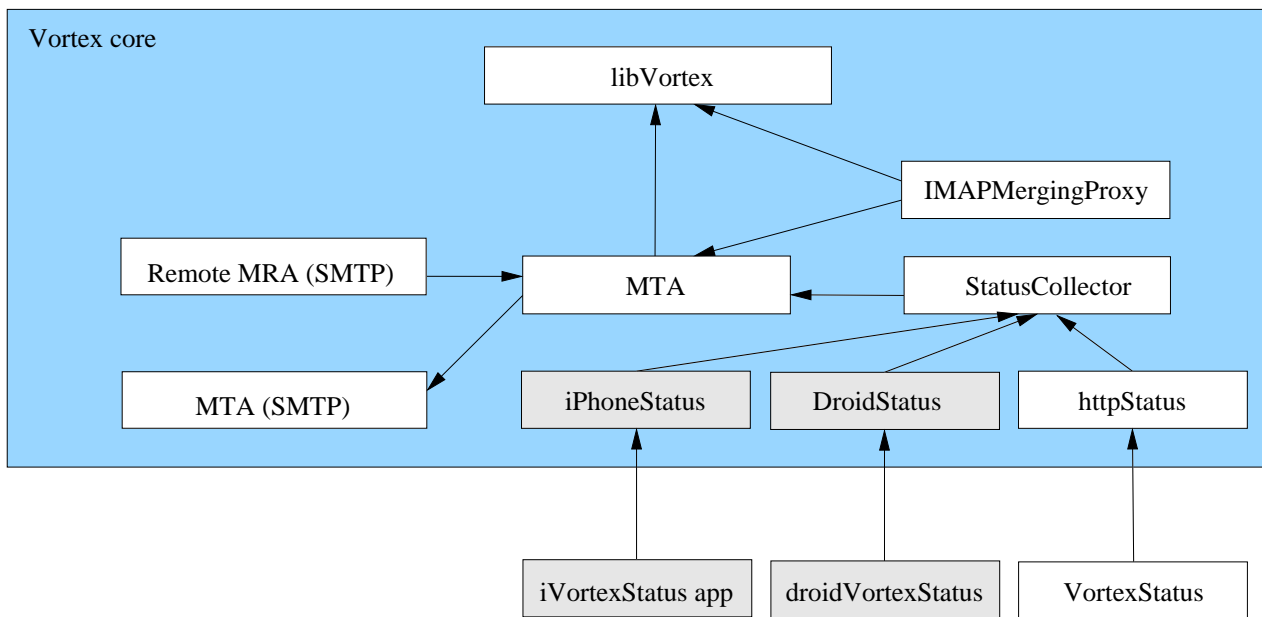 Vortex core
libVortex
IMAPMergingProxy
Remote MRA (SMTP)
MTA
StatusCollector
MTA (SMTP)
iPhoneStatus
DroidStatus
httpStatus
iVortexStatus app
droidVortexStatus
VortexStatus